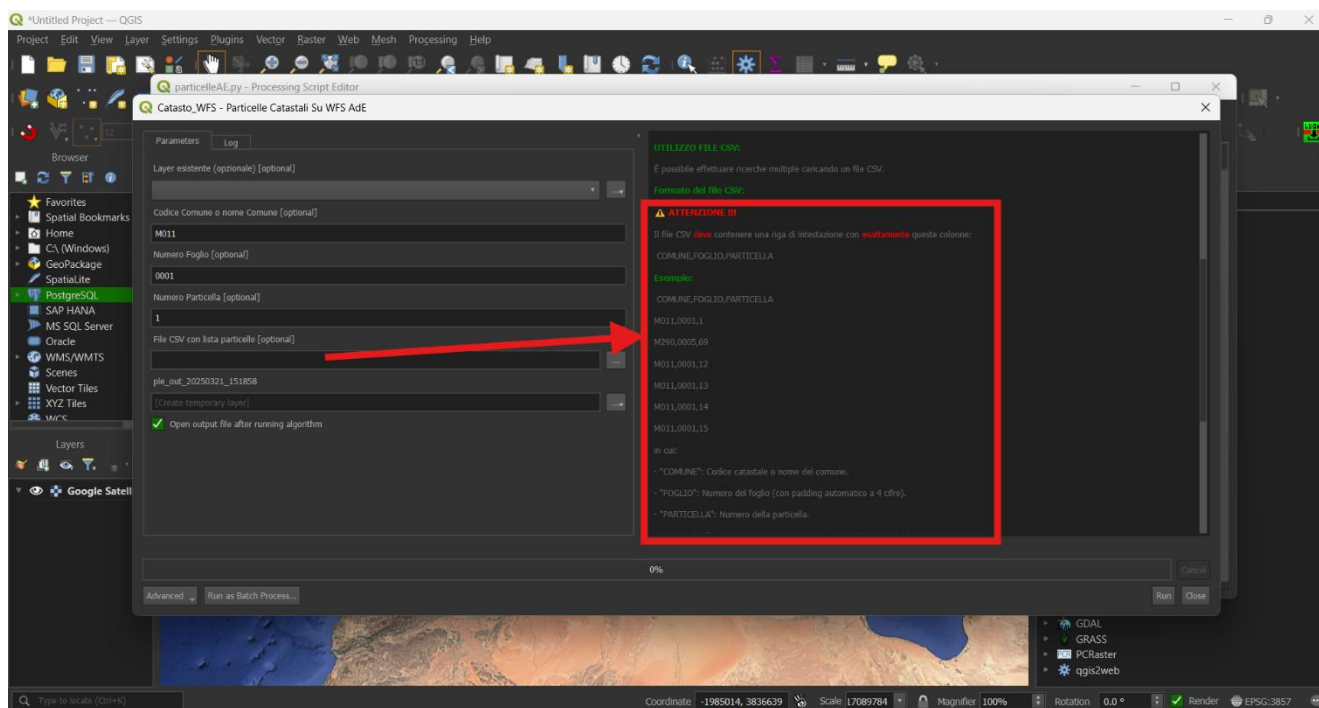 *Untitled Project — QGIS
Project Edit View Layer Settings Plugins Vector Raster Web Mesh Processing Help
particelleAE.py - Processing Script Editor
Catasto_WFS - Particelle Catastali Su WFS AdE
Parameters Log
Layer esistente (opzionale) [optional]
Codice Comune o nome Comune [optional]
M011
Numero Foglio [optional]
0001
Numero Particella [optional]
1
File CSV con lista particelle [optional]
ple_out_20250321_151858
[Create temporary layer]
Open output file after running algorithm
UTILIZZO FILE CSV:
È possibile effettuare ricerche multiple caricando un file CSV.
Formato del file CSV:
ATTENZIONE !!!
Il file CSV deve contenere una riga di intestazione con esattamente queste colonne:
COMUNE,FOGLIO,PARTICELLA
Esempio:
COMUNE,FOGLIO,PARTICELLA
M011,0001,1
M290,0005,69
M011,0001,12
M011,0001,13
M011,0001,14
M011,0001,15
in cui:
- "COMUNE": Codice catastale o nome del comune.
- "FOGLIO": Numero del foglio (con padding automatico a 4 cifre).
- "PARTICELLA": Numero della particella.
0%
Cancel
Advanced Run as Batch Process...
Run Close
12
Browser
Favorites
Spatial Bookmarks
Home
C:\ (Windows)
GeoPackage
SpatiaLite
PostgreSQL
SAP HANA
MS SQL Server
Oracle
WMS/WMTS
Scenes
Vector Tiles
XYZ Tiles
WCS
Layers
Google Satell
GDAL
GRASS
PCRaster
qgis2web
Type to locate (Ctrl+K)
Coordinate -1985014, 3836639 Scale 17089784 Magnifier 100% Rotation 0.0 ° Render EPSG:3857